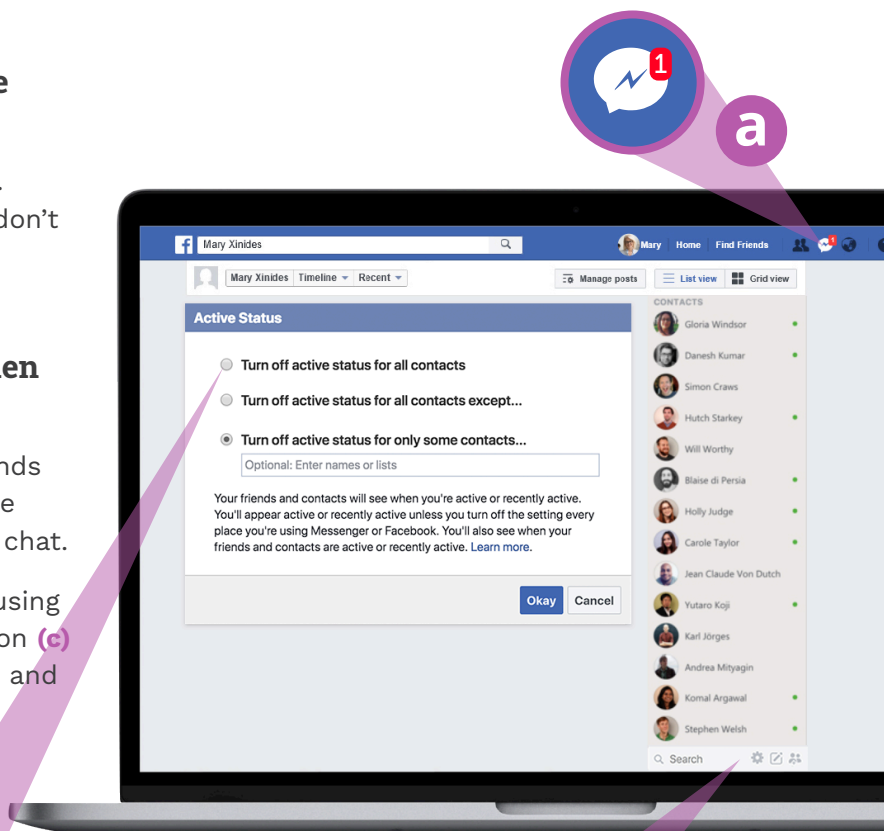 e
.
don't
en
nds
e
chat.
using
on (c)
and
1
a
f
Mary Xinides
Mary Home Find Friends
1
Mary Xinides Timeline Recent
Manage posts
List view Grid view
Active Status
Turn off active status for all contacts
Turn off active status for all contacts except...
Turn off active status for only some contacts...
Optional: Enter names or lists
Your friends and contacts will see when you're active or recently active.
You'll appear active or recently active unless you turn off the setting every
place you're using Messenger or Facebook. You'll also see when your
friends and contacts are active or recently active. Learn more.
Okay Cancel
CONTACTS
Gloria Windsor
Danesh Kumar
Simon Craws
Hutch Starkey
Will Worthy
Blaise di Persia
Holly Judge
Carole Taylor
Jean Claude Von Dutch
Yutaro Koji
Karl Jörges
Andrea Mityagin
Komal Argawal
Stephen Welsh
Search